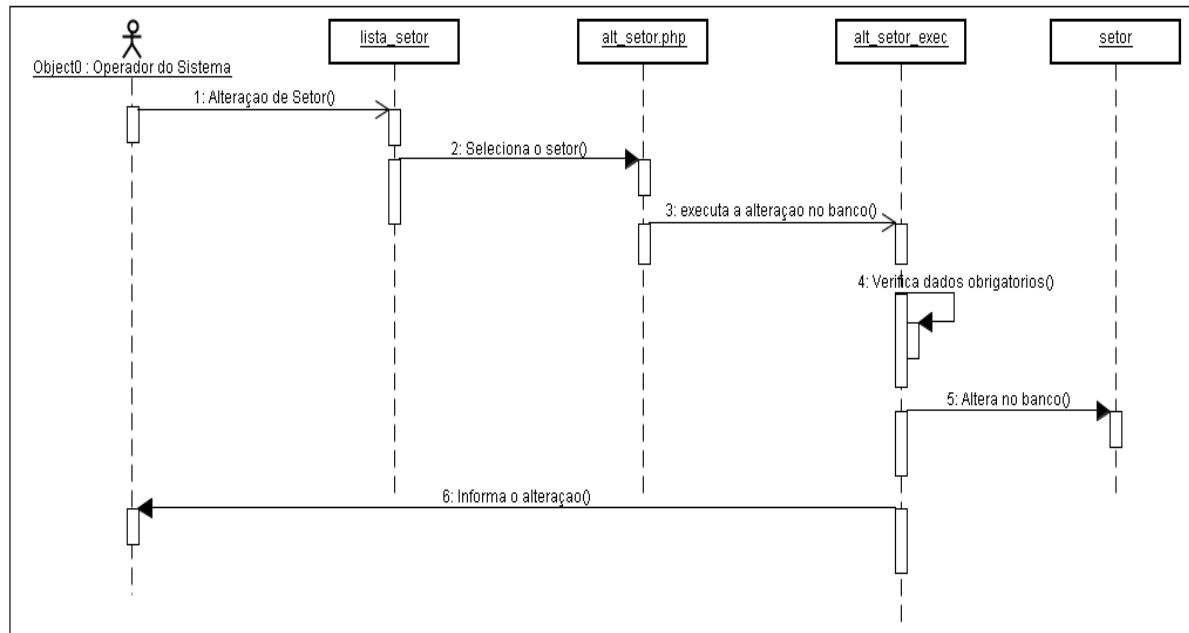 lista_setor
alt_setor.php
alt_setor_exec
setor
Object0 : Operador do Sistema
1: Alteraçao de Setor()
2: Seleciona o setor()
3: executa a alteraçao no banco()
4: Verifica dados obrigatorios()
5: Altera no banco()
6: Informa o alteraçao()